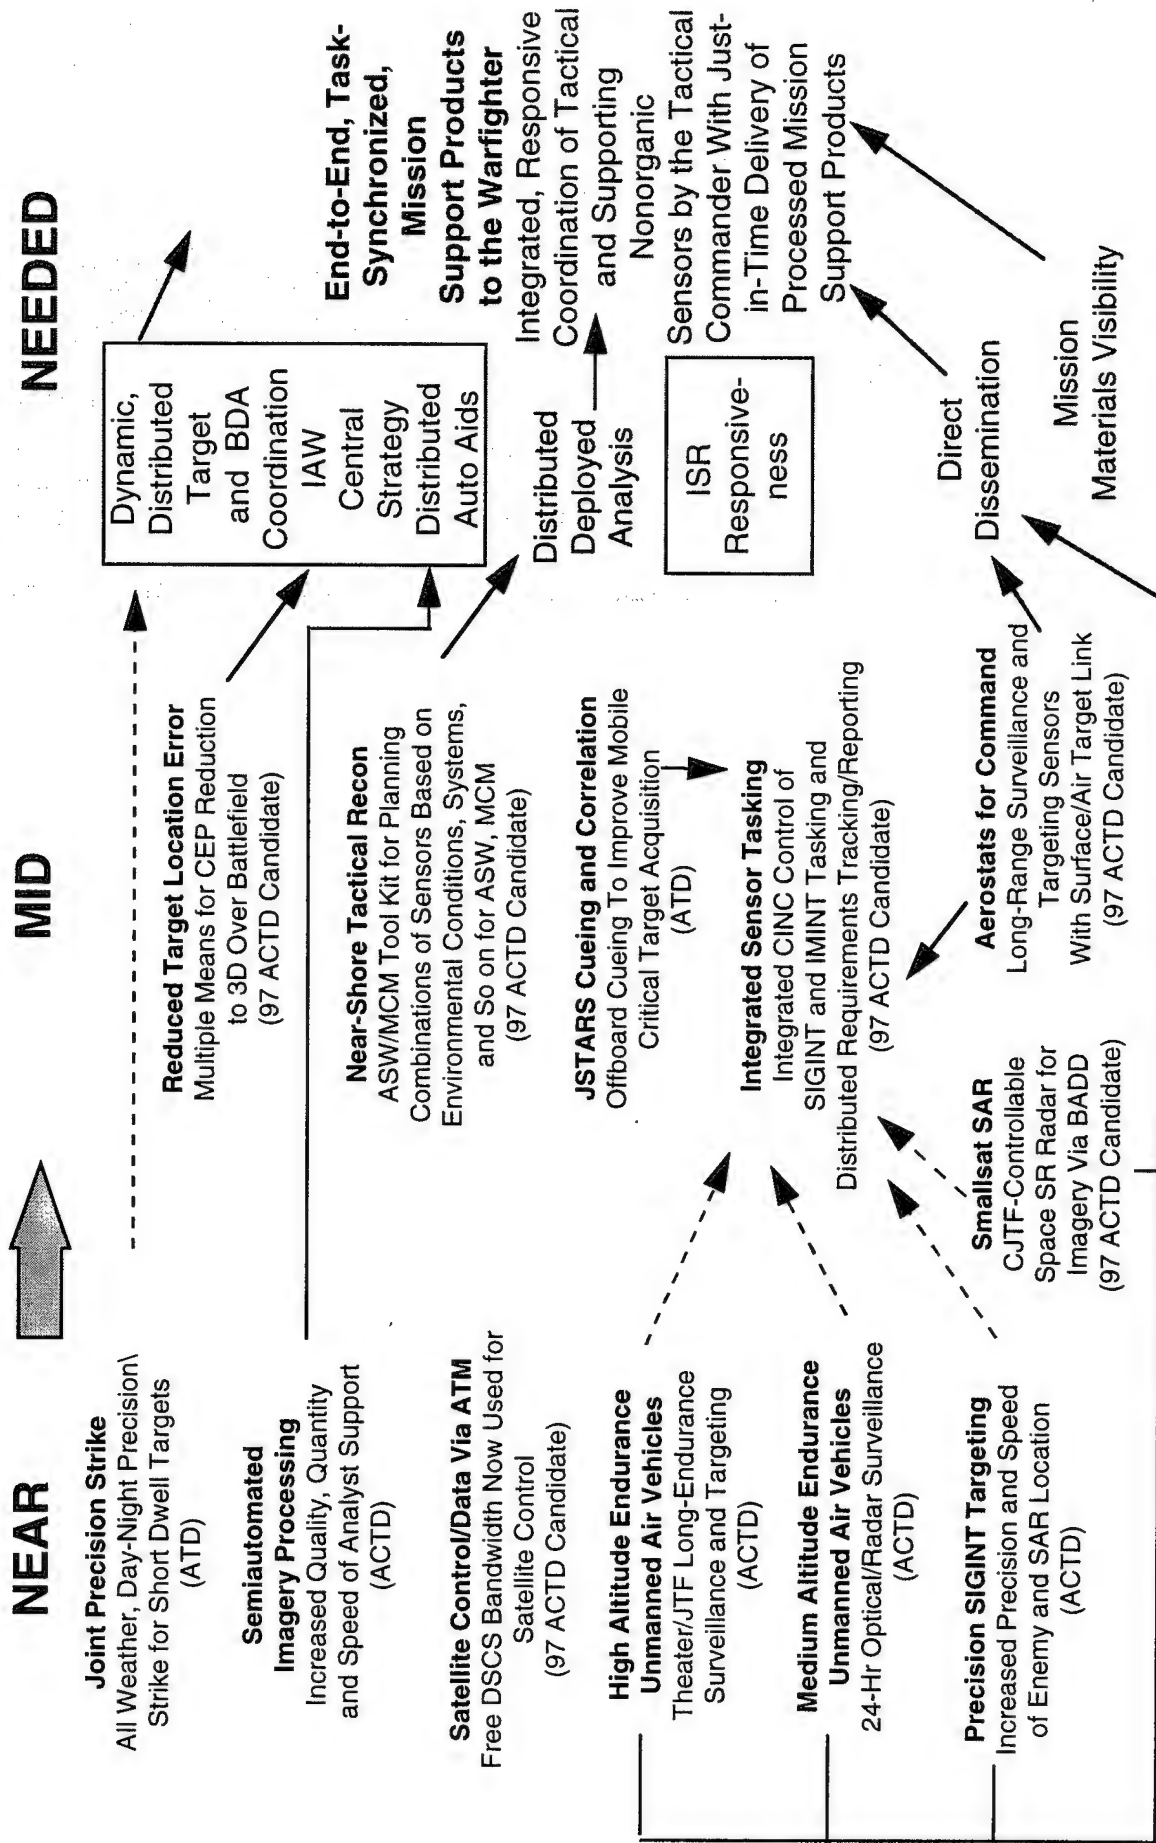 NEAR
MID
NEEDED
Joint Precision Strike
All Weather, Day-Night Precision\
Strike for Short Dwell Targets
(ATD)
Semiautomated
Imagery Processing
Increased Quality, Quantity
and Speed of Analyst Support
(ACTD)
Satellite Control/Data Via ATM
Free DSCS Bandwidth Now Used for
Satellite Control
(97 ACTD Candidate)
High Altitude Endurance
Unmanned Air Vehicles
Theater/JTF Long-Endurance
Surveillance and Targeting
(ACTD)
Medium Altitude Endurance
Unmanned Air Vehicles
24-Hr Optical/Radar Surveillance
(ACTD)
Precision SIGINT Targeting
Increased Precision and Speed
of Enemy and SAR Location
(ACTD)
Reduced Target Location Error
Multiple Means for CEP Reduction
to 3D Over Battlefield
(97 ACTD Candidate)
Near-Shore Tactical Recon
ASW/MCM Tool Kit for Planning
Combinations of Sensors Based on
Environmental Conditions, Systems,
and So on for ASW, MCM
(97 ACTD Candidate)
JSTARS Cueing and Correlation
Offboard Cueing To Improve Mobile
Critical Target Acquisition
(ATD)
Integrated Sensor Tasking
Integrated CINC Control of
SIGINT and IMINT Tasking and
Distributed Requirements Tracking/Reporting
(97 ACTD Candidate)
Smallsat SAR
CJTF-Controllable
Space SR Radar for
Imagery Via BADD
(97 ACTD Candidate)
Aerostats for Command
Long-Range Surveillance and
Targeting Sensors
With Surface/Air Target Link
(97 ACTD Candidate)
Dynamic,
Distributed
Target
and BDA
Coordination
IAW
Central
Strategy
Distributed
Auto Aids
Distributed
Deployed
Analysis
ISR
Responsive-
ness
Direct
Dissemination
Mission
Materials Visibility
End-to-End, Task-
Synchronized,
Mission
Support Products
to the Warfighter
Integrated, Responsive
Coordination of Tactical
and Supporting
Nonorganic
Sensors by the Tactical
Commander With Just-
in-Time Delivery of
Processed Mission
Support Products